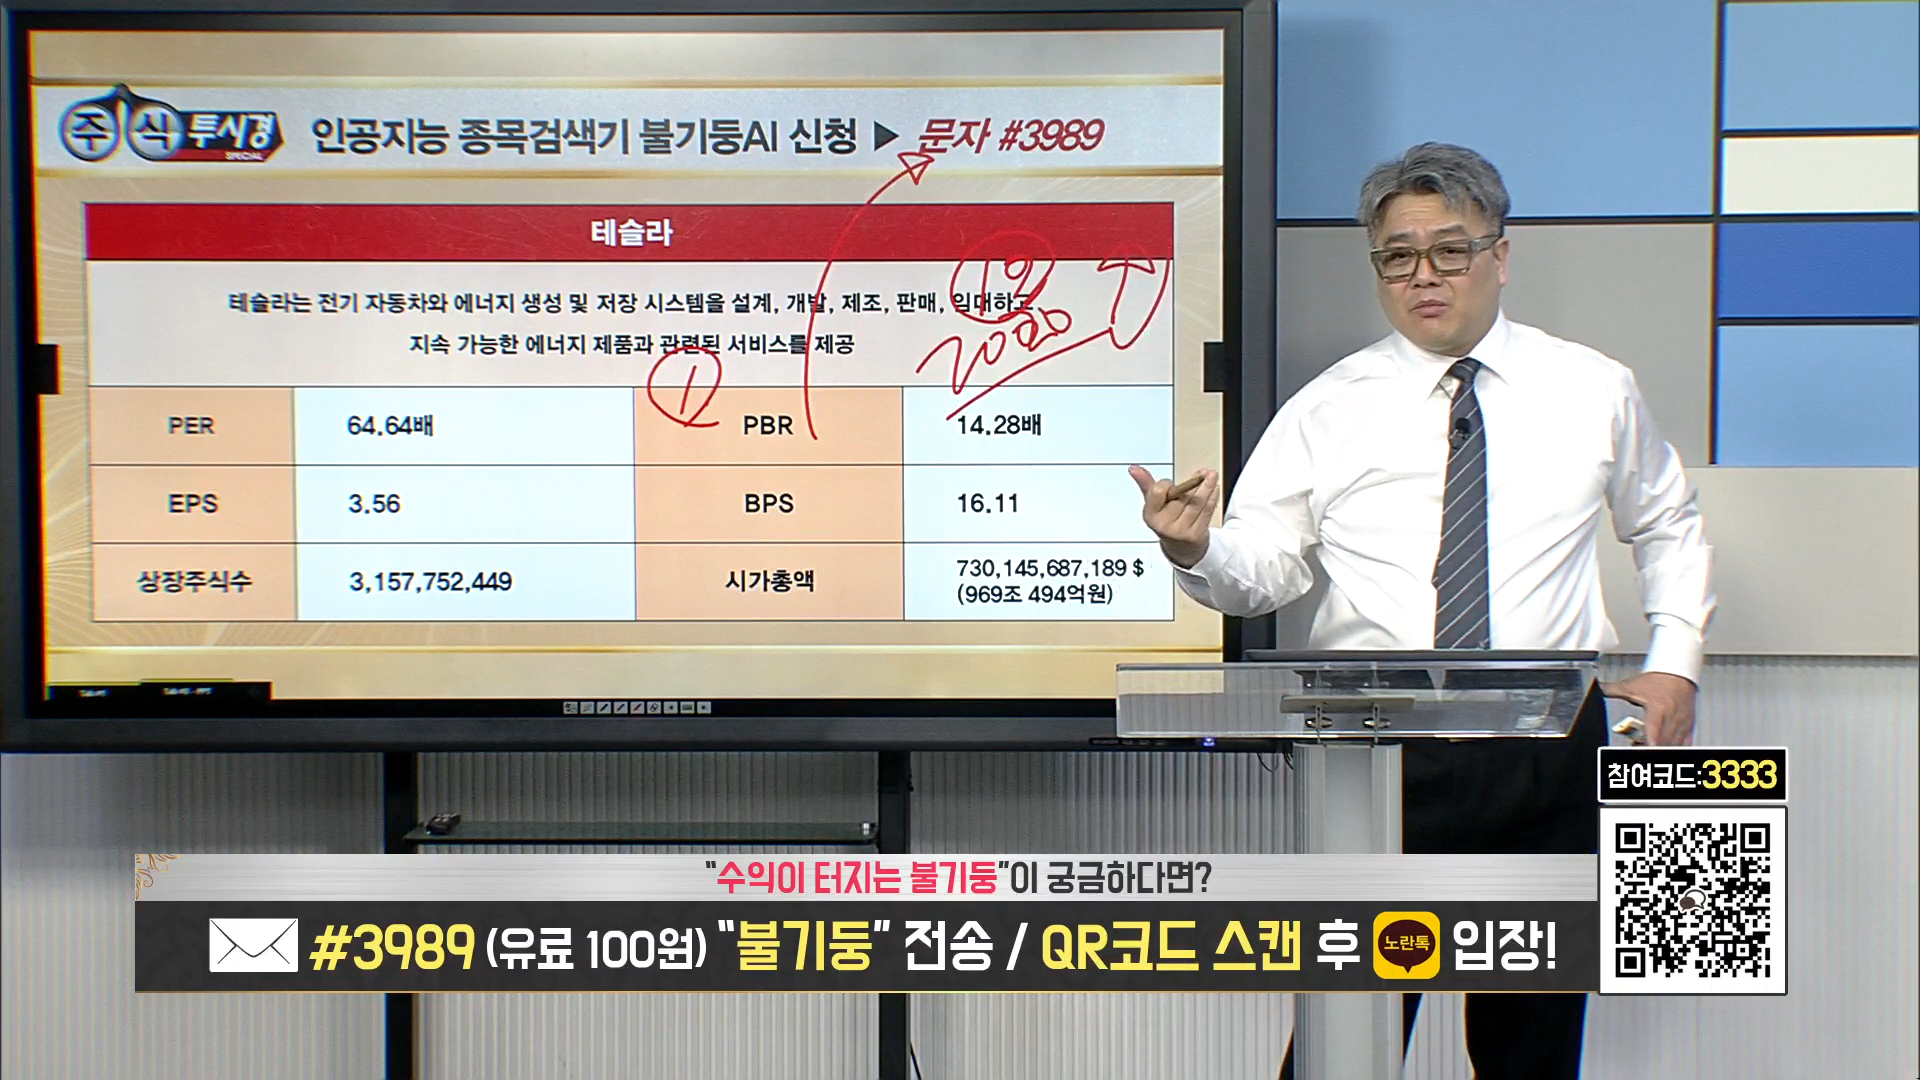 주식투시경
SPECIAL
인공지능 종목검색기 불기둥AI 신청 ▶ 문자 #3989
테슬라
테슬라는 전기 자동차와 에너지 생성 및 저장 시스템을 설계, 개발, 제조, 판매, 임대하고
지속 가능한 에너지 제품과 관련된 서비스를 제공
1
PER 64.64배 PBR 14.28배
EPS 3.56 BPS 16.11
상장주식수 3,157,752,449 시가총액 730,145,687,189 $
(969조 494억원)
참여코드:3333
"수익이 터지는 불기둥"이 궁금하다면?
#3989 (유료 100원) "불기둥" 전송 / QR코드 스캔 후 노란톡 입장!